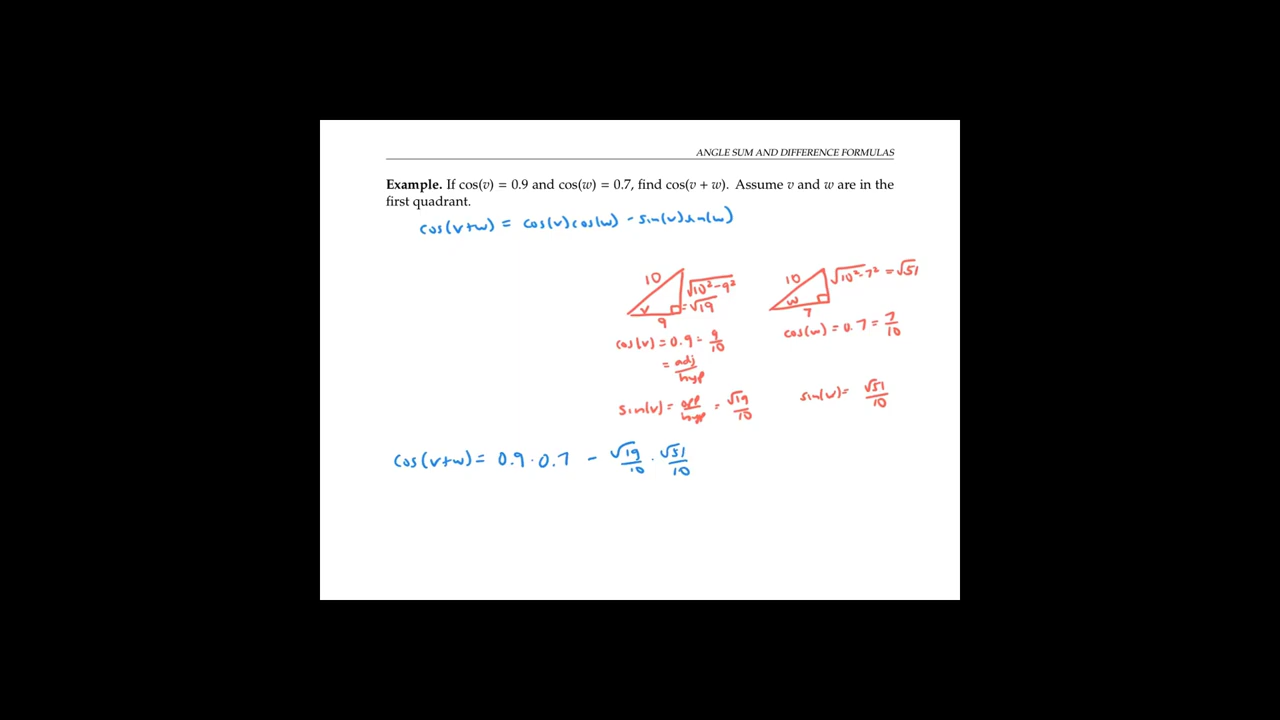 ANGLE SUM AND DIFFERENCE FORMULAS
Example. If cos(v) = 0.9 and cos(w) = 0.7, find cos(v + w). Assume v and w are in the
first quadrant.
cos(v+w) = cos(v)cos(w) - sin(v)sin(w)
10
√10²-9²
= √19
v
9
cos(v) = 0.9 = 9/10
= adj/hyp
sin(v) = opp/hyp = √19/10
10
√10²-7² = √51
w
7
cos(w) = 0.7 = 7/10
sin(v) = √51/10
cos(v+w) = 0.9 · 0.7 - √19/10 · √51/10